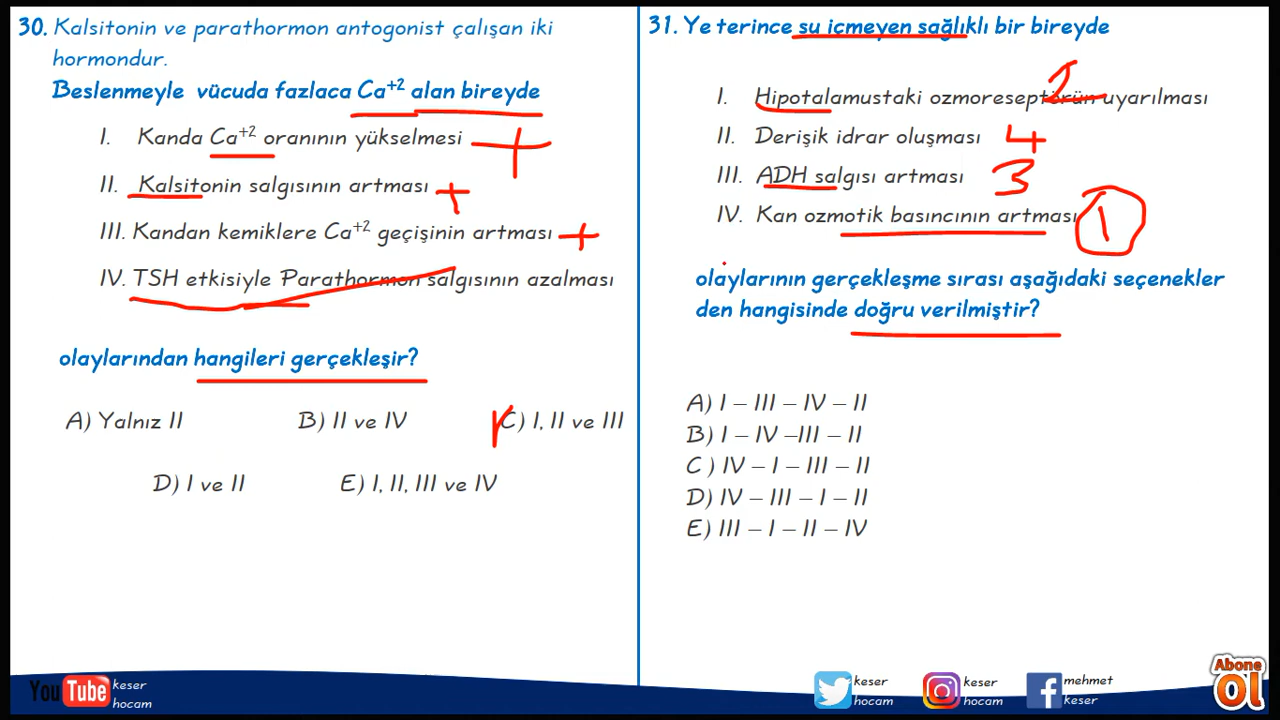 30. Kalsitonin ve parathormon antogonist çalışan iki
hormondur.
Beslenmeyle vücuda fazlaca Ca+2 alan bireyde
I. Kanda Ca+2 oranının yükselmesi +
II. Kalsitonin salgısının artması +
III. Kandan kemiklere Ca+2 geçişinin artması +
IV. TSH etkisiyle Parathormon salgısının azalması
olaylarından hangileri gerçekleşir?
A) Yalnız II B) II ve IV C) I, II ve III
D) I ve II E) I, II, III ve IV
31. Ye terince su içmeyen sağlıklı bir bireyde
I. Hipotalamustaki ozmoreseptörün uyarılması 2
II. Derişik idrar oluşması 4
III. ADH salgısı artması 3
IV. Kan ozmotik basıncının artması 1
olaylarının gerçekleşme sırası aşağıdaki seçenekler
den hangisinde doğru verilmiştir?
A) I – III – IV – II
B) I – IV –III – II
C ) IV – I – III – II
D) IV – III – I – II
E) III – I – II – IV
YouTube keser
hocam
keser
hocam
keser
hocam
mehmet
keser
Abone
OL